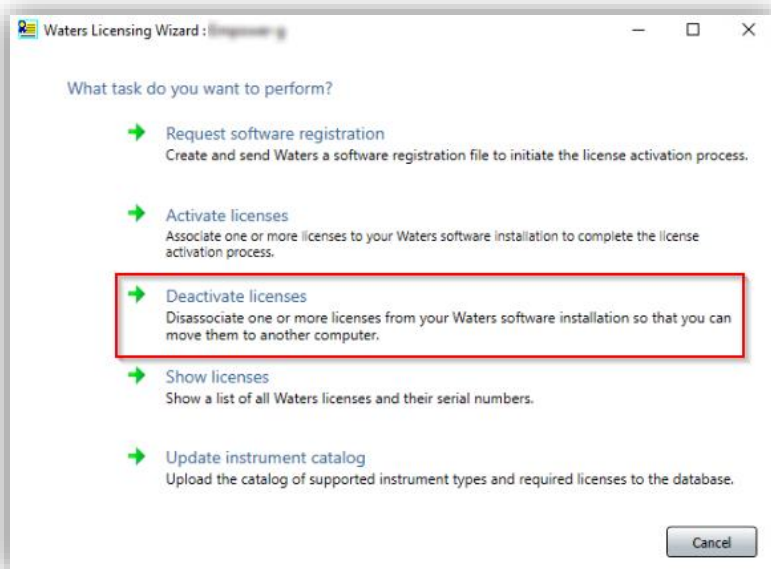 Waters Licensing Wizard :
What task do you want to perform?
Request software registration
Create and send Waters a software registration file to initiate the license activation process.
Activate licenses
Associate one or more licenses to your Waters software installation to complete the license
activation process.
Deactivate licenses
Disassociate one or more licenses from your Waters software installation so that you can
move them to another computer.
Show licenses
Show a list of all Waters licenses and their serial numbers.
Update instrument catalog
Upload the catalog of supported instrument types and required licenses to the database.
Cancel